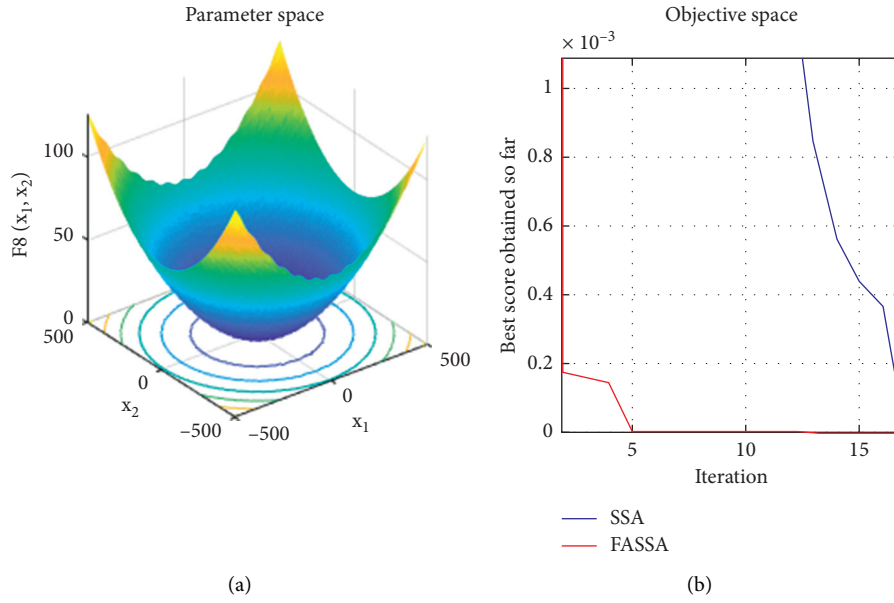 Parameter space
F8 (x1, x2)
100
50
0
500
0
−500
x2
−500
0
500
x1
(a)
Objective space
× 10−3
Best score obtained so far
1
0.8
0.6
0.4
0.2
0
5
10
15
Iteration
SSA
FASSA
(b)